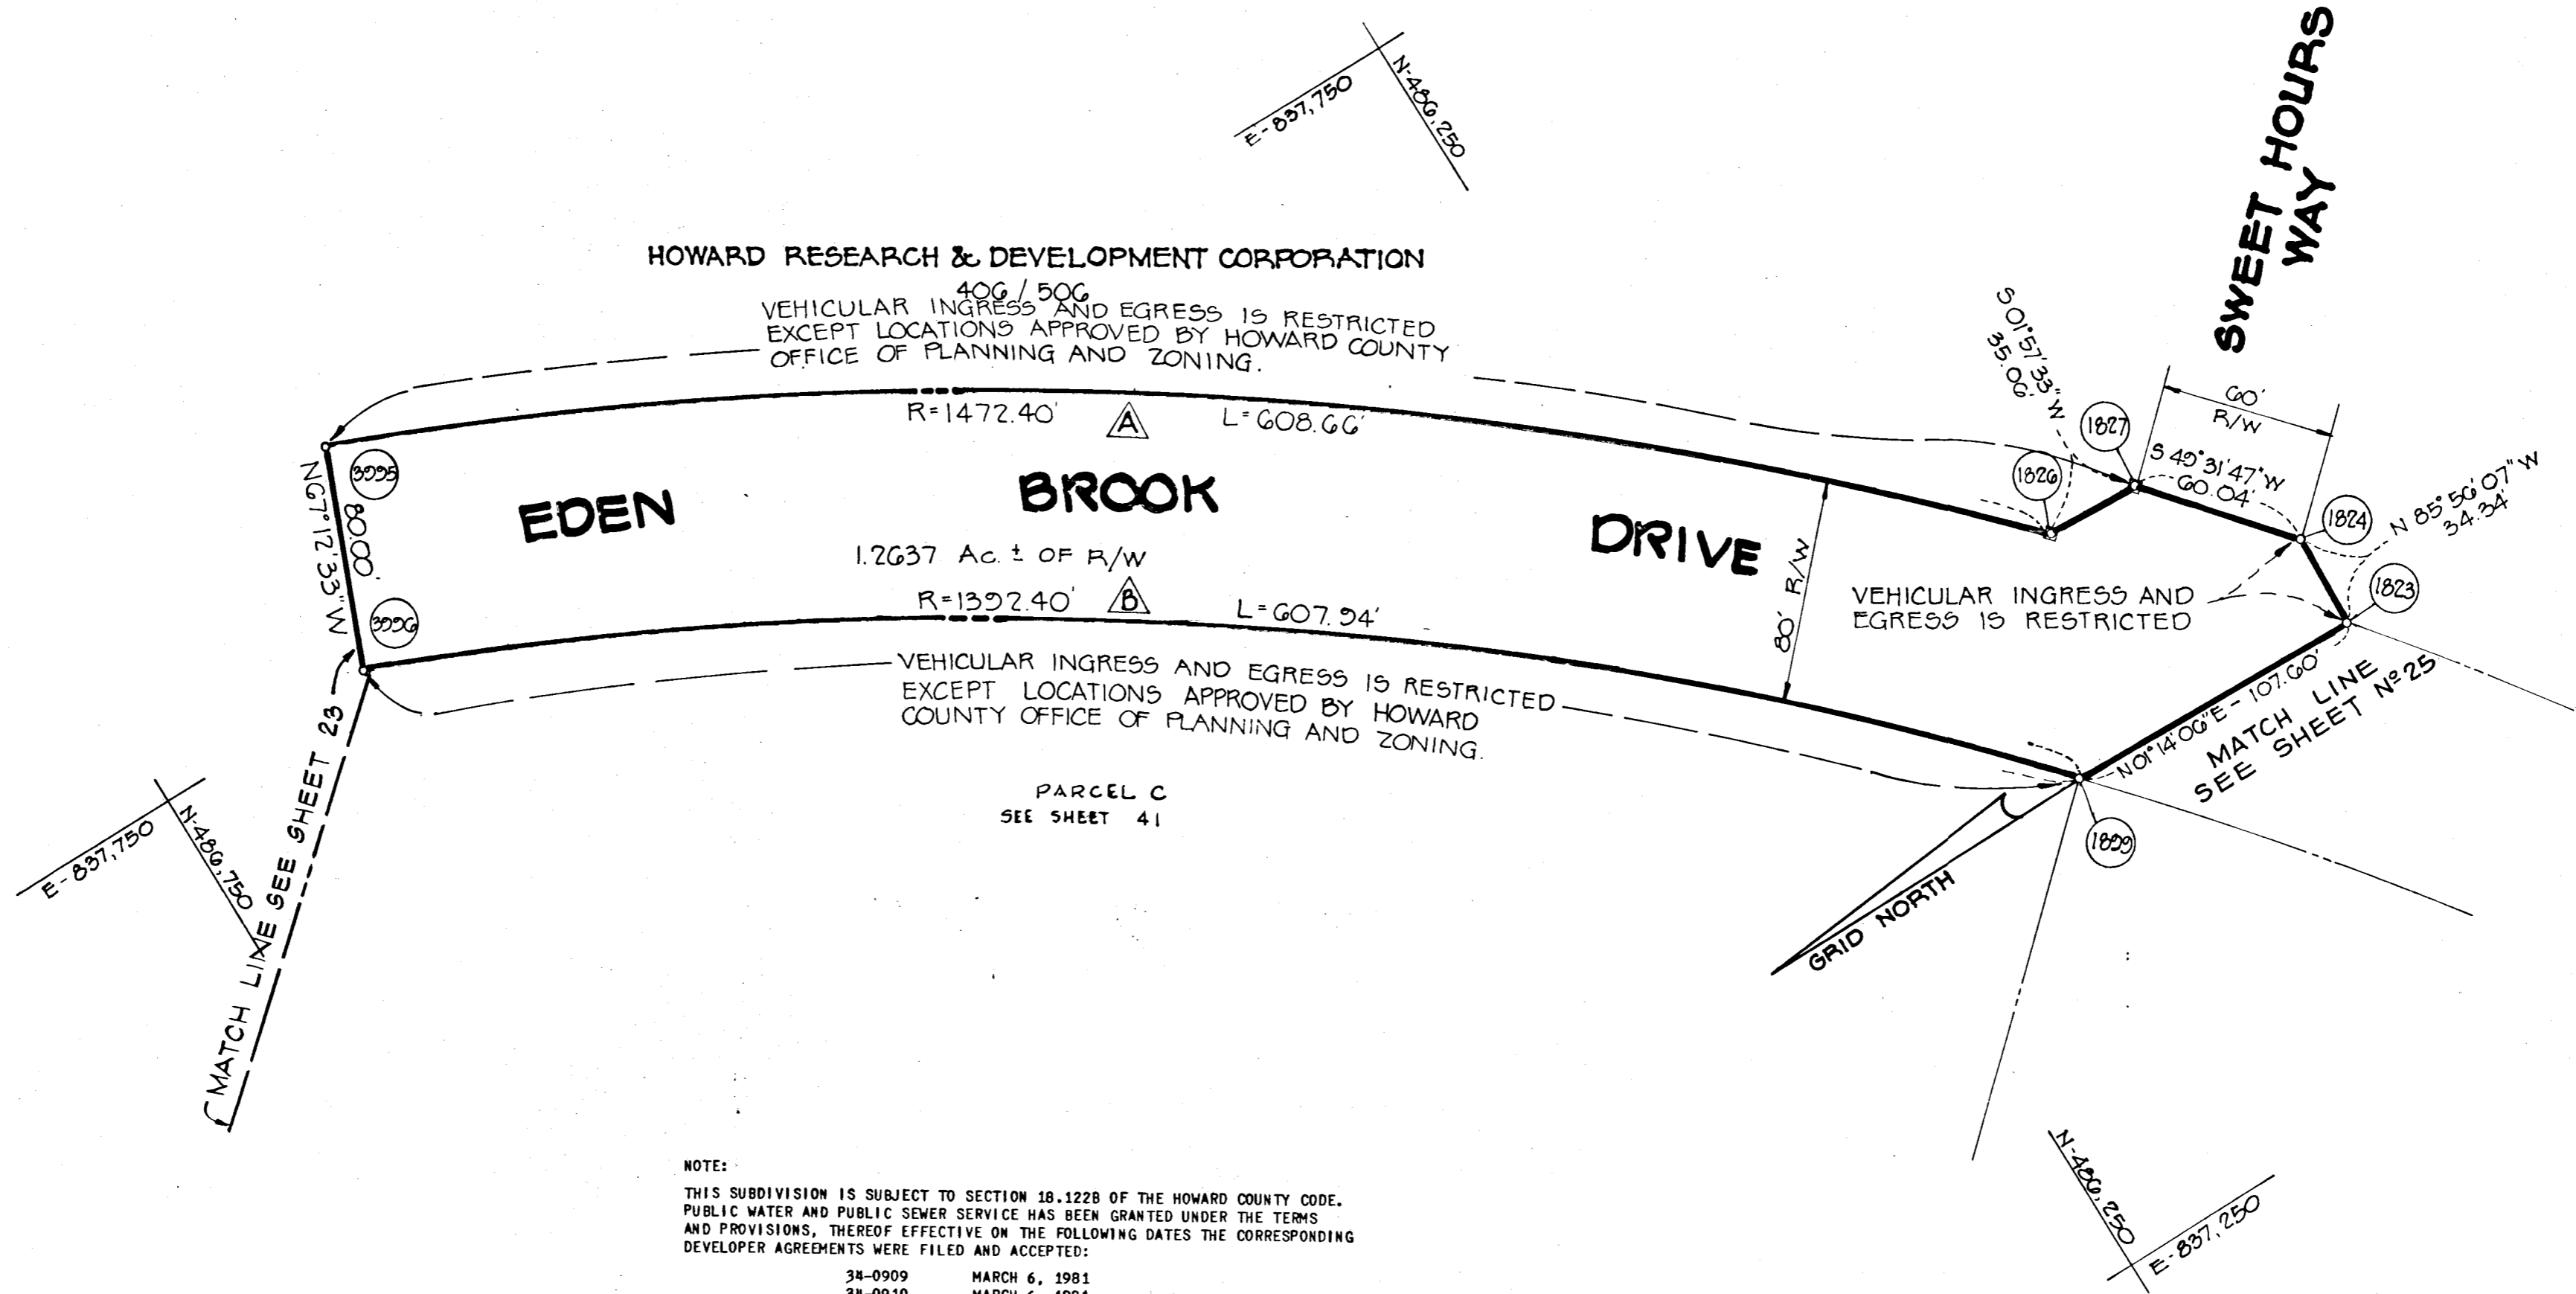 E-837,750
N-486,250
SWEET HOURS
WAY
HOWARD RESEARCH & DEVELOPMENT CORPORATION
406/506
VEHICULAR INGRESS AND EGRESS IS RESTRICTED
EXCEPT LOCATIONS APPROVED BY HOWARD COUNTY
OFFICE OF PLANNING AND ZONING.
R=1472.40' A L=608.66'
S 01°57'33" W
35.06'
1827
60'
R/W
S 49°31'47" W
60.04'
1826
1824
N 85°56'07" W
34.34'
1823
3995
N67°12'33"W
80.00'
3996
EDEN BROOK DRIVE
1.2637 Ac.± OF R/W
R=1392.40' B L=607.94'
80' R/W
VEHICULAR INGRESS AND
EGRESS IS RESTRICTED
VEHICULAR INGRESS AND EGRESS IS RESTRICTED
EXCEPT LOCATIONS APPROVED BY HOWARD
COUNTY OFFICE OF PLANNING AND ZONING.
N01°14'06"E - 107.60'
MATCH LINE
SEE SHEET Nº 25
1899
GRID NORTH
PARCEL C
SEE SHEET 41
E-837,750
N-486,750
MATCH LINE SEE SHEET 23
N-486,250
E-837,250
NOTE:
THIS SUBDIVISION IS SUBJECT TO SECTION 18.122B OF THE HOWARD COUNTY CODE.
PUBLIC WATER AND PUBLIC SEWER SERVICE HAS BEEN GRANTED UNDER THE TERMS
AND PROVISIONS, THEREOF EFFECTIVE ON THE FOLLOWING DATES THE CORRESPONDING
DEVELOPER AGREEMENTS WERE FILED AND ACCEPTED:
34-0909 MARCH 6, 1981